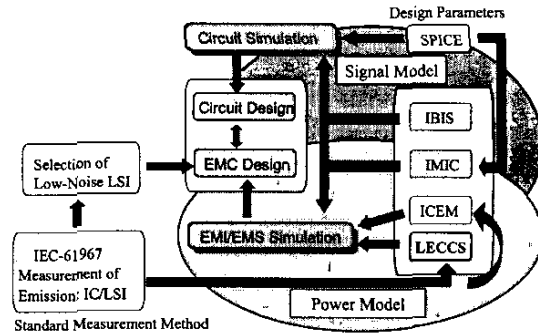 Design Parameters
Circuit Simulation
SPICE
Signal Model
Circuit Design
IBIS
Selection of
Low-Noise LSI
EMC Design
IMIC
ICEM
EMI/EMS Simulation
LECCS
IEC-61967
Measurement of
Emission: IC/LSI
Power Model
Standard Measurement Method